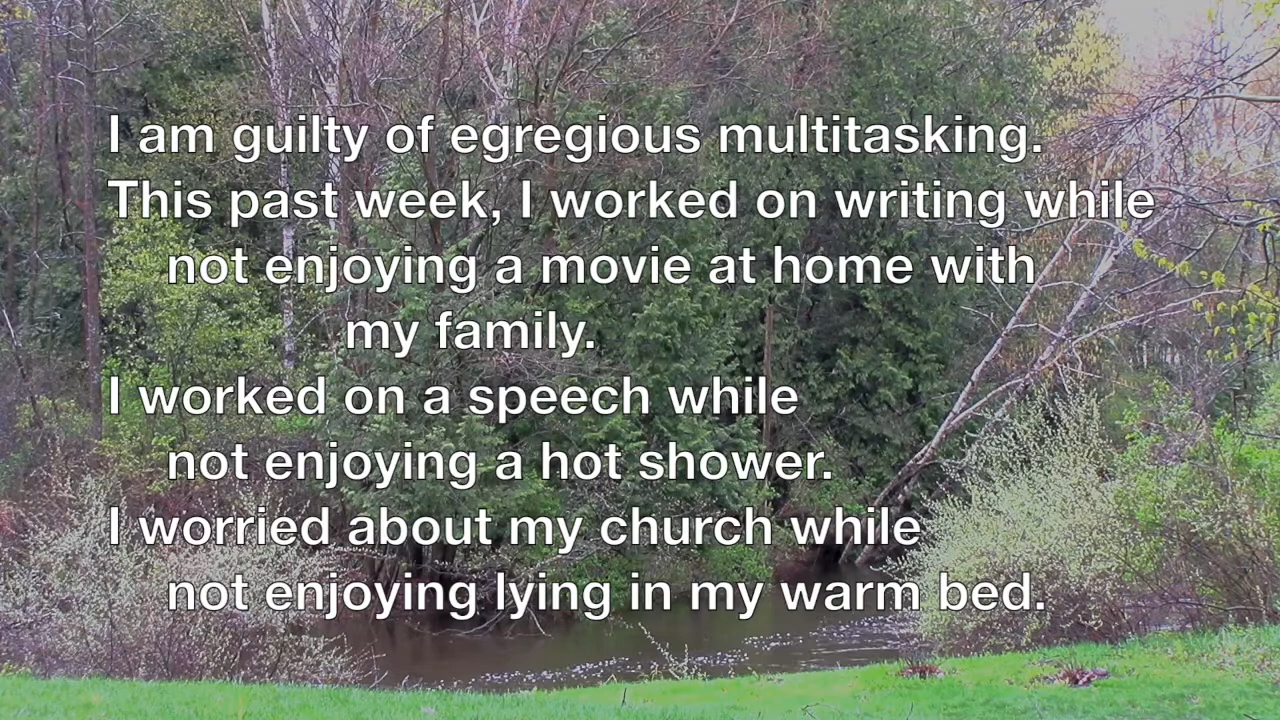 I am guilty of egregious multitasking.
This past week, I worked on writing while
not enjoying a movie at home with
my family.
I worked on a speech while
not enjoying a hot shower.
I worried about my church while
not enjoying lying in my warm bed.